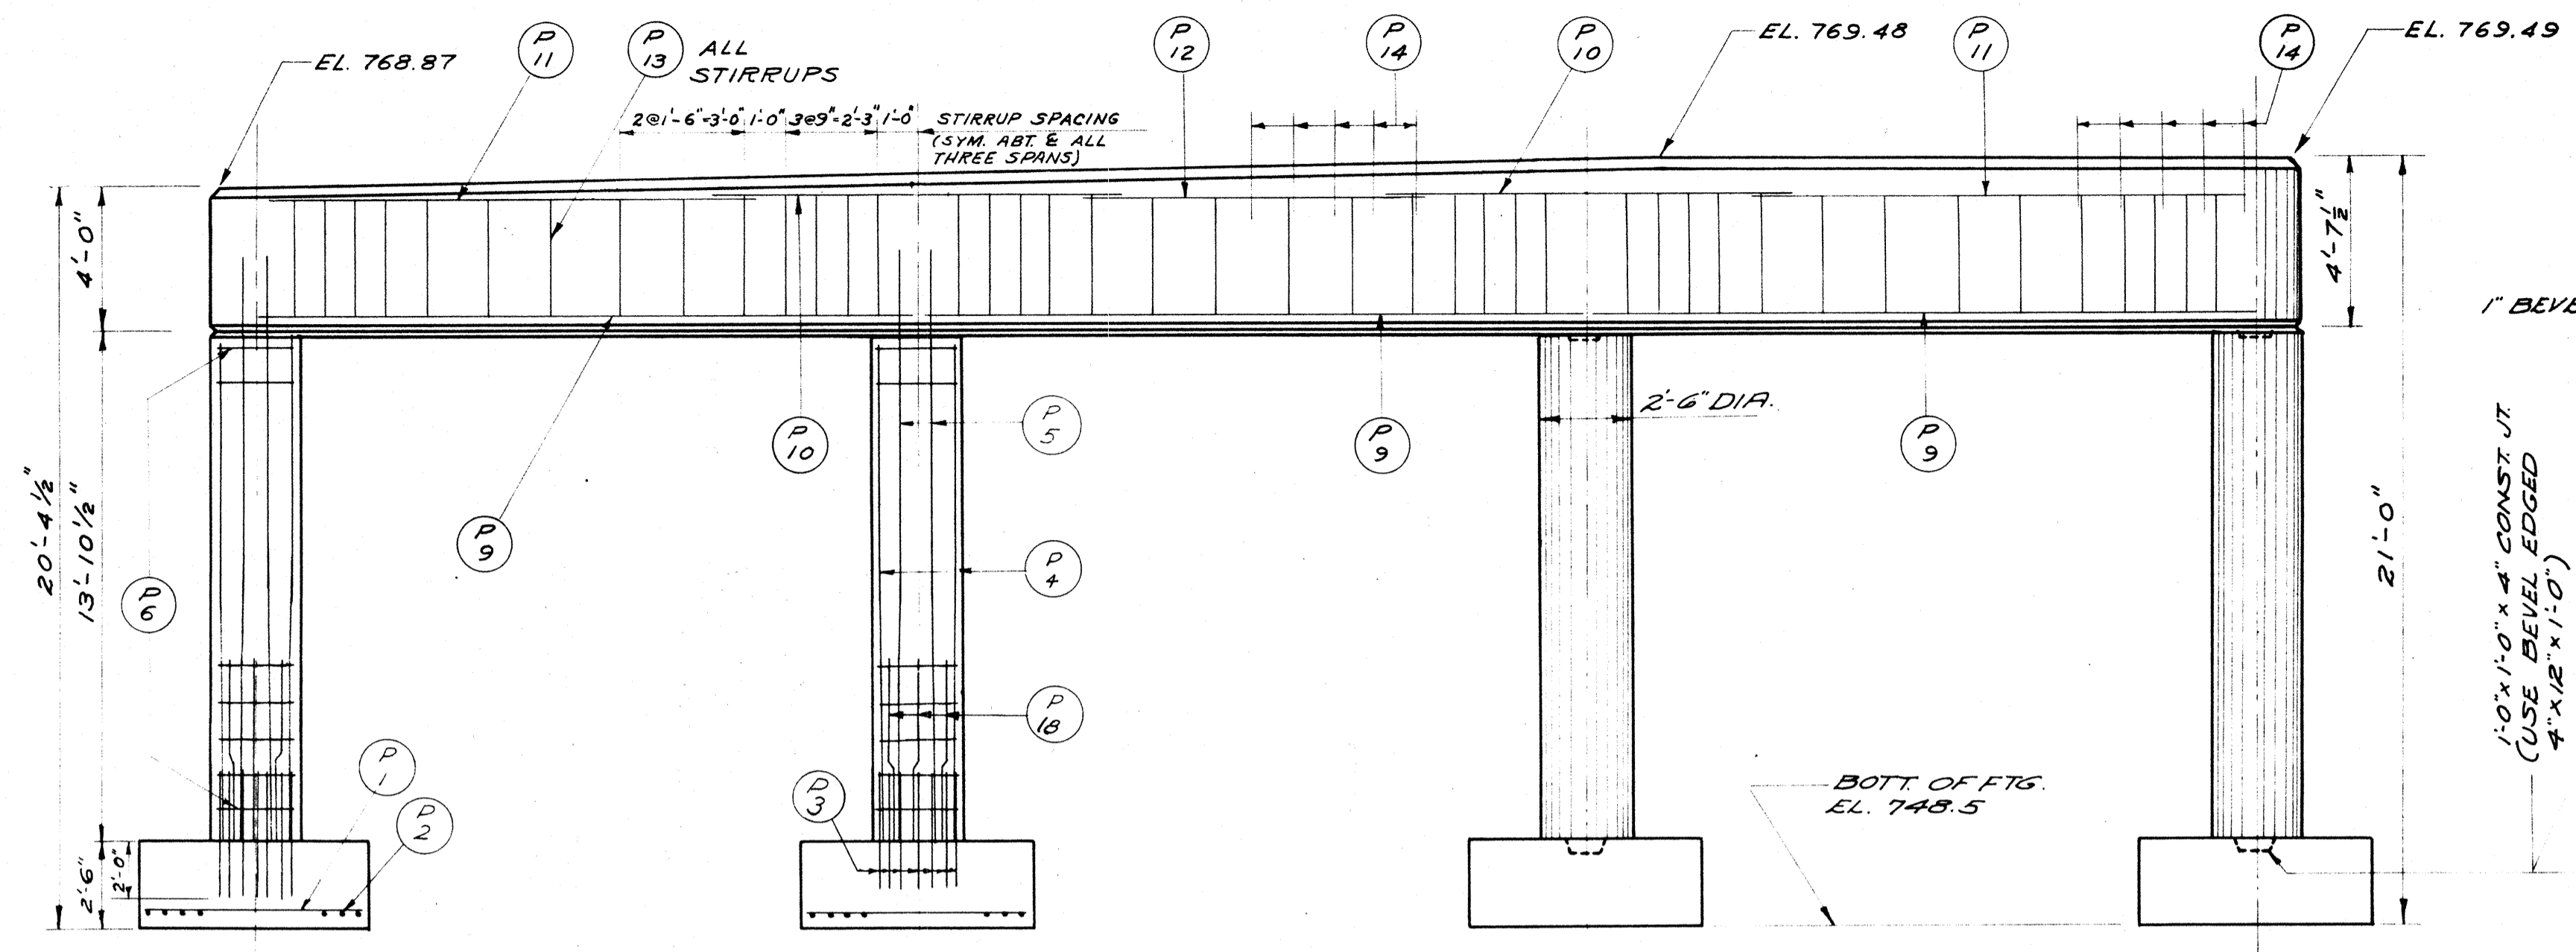 EL. 768.87
P 11
P 13
ALL
STIRRUPS
P 12
P 14
P 10
EL. 769.48
P 11
P 14
EL. 769.49
2@1'-6"=3'-0" 1'-0" 3@9"=2'-3" 1'-0"
STIRRUP SPACING
(SYM. ABT. ℄ ALL
THREE SPANS)
4'-0"
4'-7½"
1" BEVE
20'-4½"
13'-10½"
P 6
P 9
P 10
P 5
P 4
P 18
P 3
P 9
2'-6" DIA.
P 9
21'-0"
1'-0" x 1'-0" x 4" CONST. JT.
(USE BEVEL EDGED
4" x 12" x 1'-0")
P 1
P 2
2'-6"
2'-0"
BOTT. OF FTG.
EL. 748.5